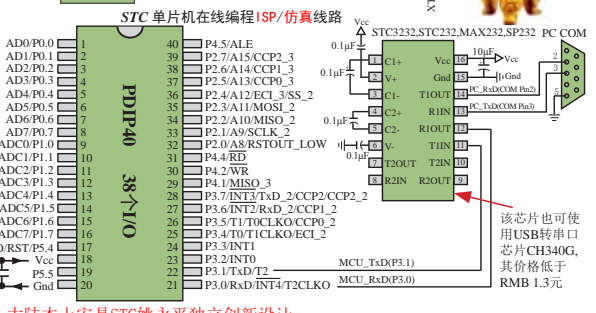 STC 单片机在线编程ISP/仿真线路
AD0/P0.0 1 40 P4.5/ALE
AD1/P0.1 2 39 P2.7/A15/CCP2_3
AD2/P0.2 3 38 P2.6/A14/CCP1_3
AD3/P0.3 4 37 P2.5/A13/CCP0_3
AD4/P0.4 5 36 P2.4/A12/ECI_3/SS_2
AD5/P0.5 6 35 P2.3/A11/MOSI_2
AD6/P0.6 7 34 P2.2/A10/MISO_2
AD7/P0.7 8 33 P2.1/A9/SCLK_2
ADC0/P1.0 9 32 P2.0/A8/RSTOUT_LOW
ADC1/P1.1 10 31 P4.4/RD
ADC2/P1.2 11 30 P4.2/WR
ADC3/P1.3 12 29 P4.1/MISO_3
ADC4/P1.4 13 28 P3.7/INT3/TxD_2/CCP2/CCP2_2
ADC5/P1.5 14 27 P3.6/INT2/RxD_2/CCP1_2
ADC6/P1.6 15 26 P3.5/T1/T0CLKO/CCP0_2
ADC7/P1.7 16 25 P3.4/T0/T1CLKO/ECI_2
O/RST/P5.4 17 24 P3.3/INT1
Vcc 18 23 P3.2/INT0
P5.5 19 22 P3.1/TxD/T2
Gnd 20 21 P3.0/RxD/INT4/T2CLKO
PDIP40
38个I/O
MCU_TxD(P3.1)
MCU_RxD(P3.0)
LX
STC3232,STC232,MAX232,SP232
PC COM
Vcc
0.1μF
0.1μF
0.1μF
0.1μF
10μF
Vcc
Gnd
1 C1+ Vcc 16
2 V+ Gnd 15
3 C1- T1OUT 14
4 C2+ R1IN 13
5 C2- R1OUT 12
6 V- T1IN 11
7 T2OUT T2IN 10
8 R2IN R2OUT 9
PC_RxD(COM Pin2)
PC_TxD(COM Pin3)
2
3
5
该芯片也可使
用USB转串口
芯片CH340G,
其价格低于
RMB 1.3元